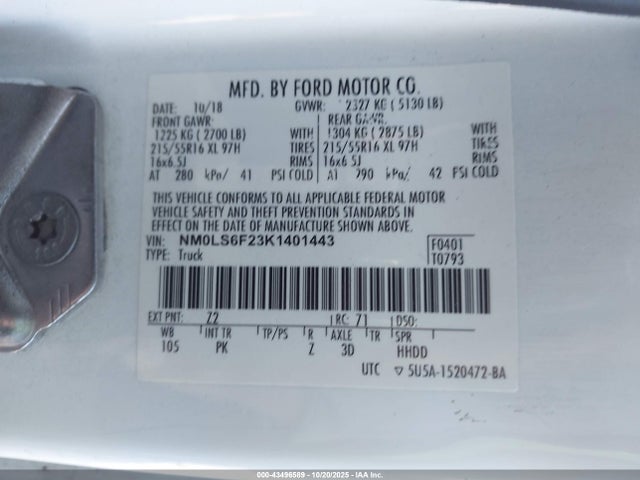 MFD. BY FORD MOTOR CO.
DATE: 10/18 GVWR: 2327 KG ( 5130 LB)
FRONT GAWR: REAR GAWR:
1225 KG ( 2700 LB) WITH 1304 KG ( 2875 LB) WITH
215/55R16 XL 97H TIRES 215/55R16 XL 97H TIRES
16x6.5J RIMS 16x6.5J RIMS
AT 280 kPa/ 41 PSI COLD AT 290 kPa/ 42 PSI COLD
THIS VEHICLE CONFORMS TO ALL APPLICABLE FEDERAL MOTOR
VEHICLE SAFETY AND THEFT PREVENTION STANDARDS IN
EFFECT ON THE DATE OF MANUFACTURE SHOWN ABOVE.
VIN: NM0LS6F23K1401443 F0401
TYPE: Truck T0793
EXT PNT: Z2 RC: 71 DSO:
WB INT TR TP/PS R AXLE TR SPR
105 PK Z 3D HHDD
UTC ▽ 5U5A-1520472-BA
000-43496589 - 10/20/2025 - IAAI.com